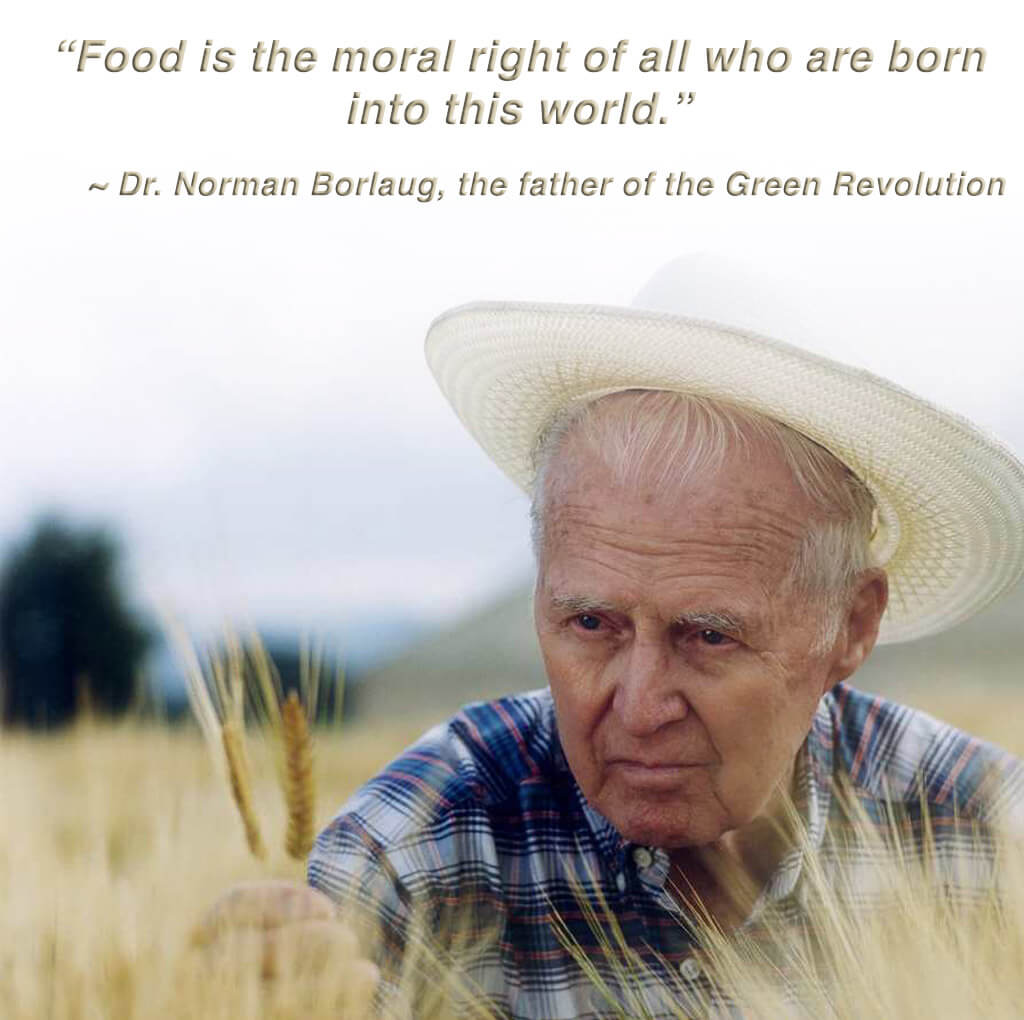 “Food is the moral right of all who are born
into this world.”
~ Dr. Norman Borlaug, the father of the Green Revolution